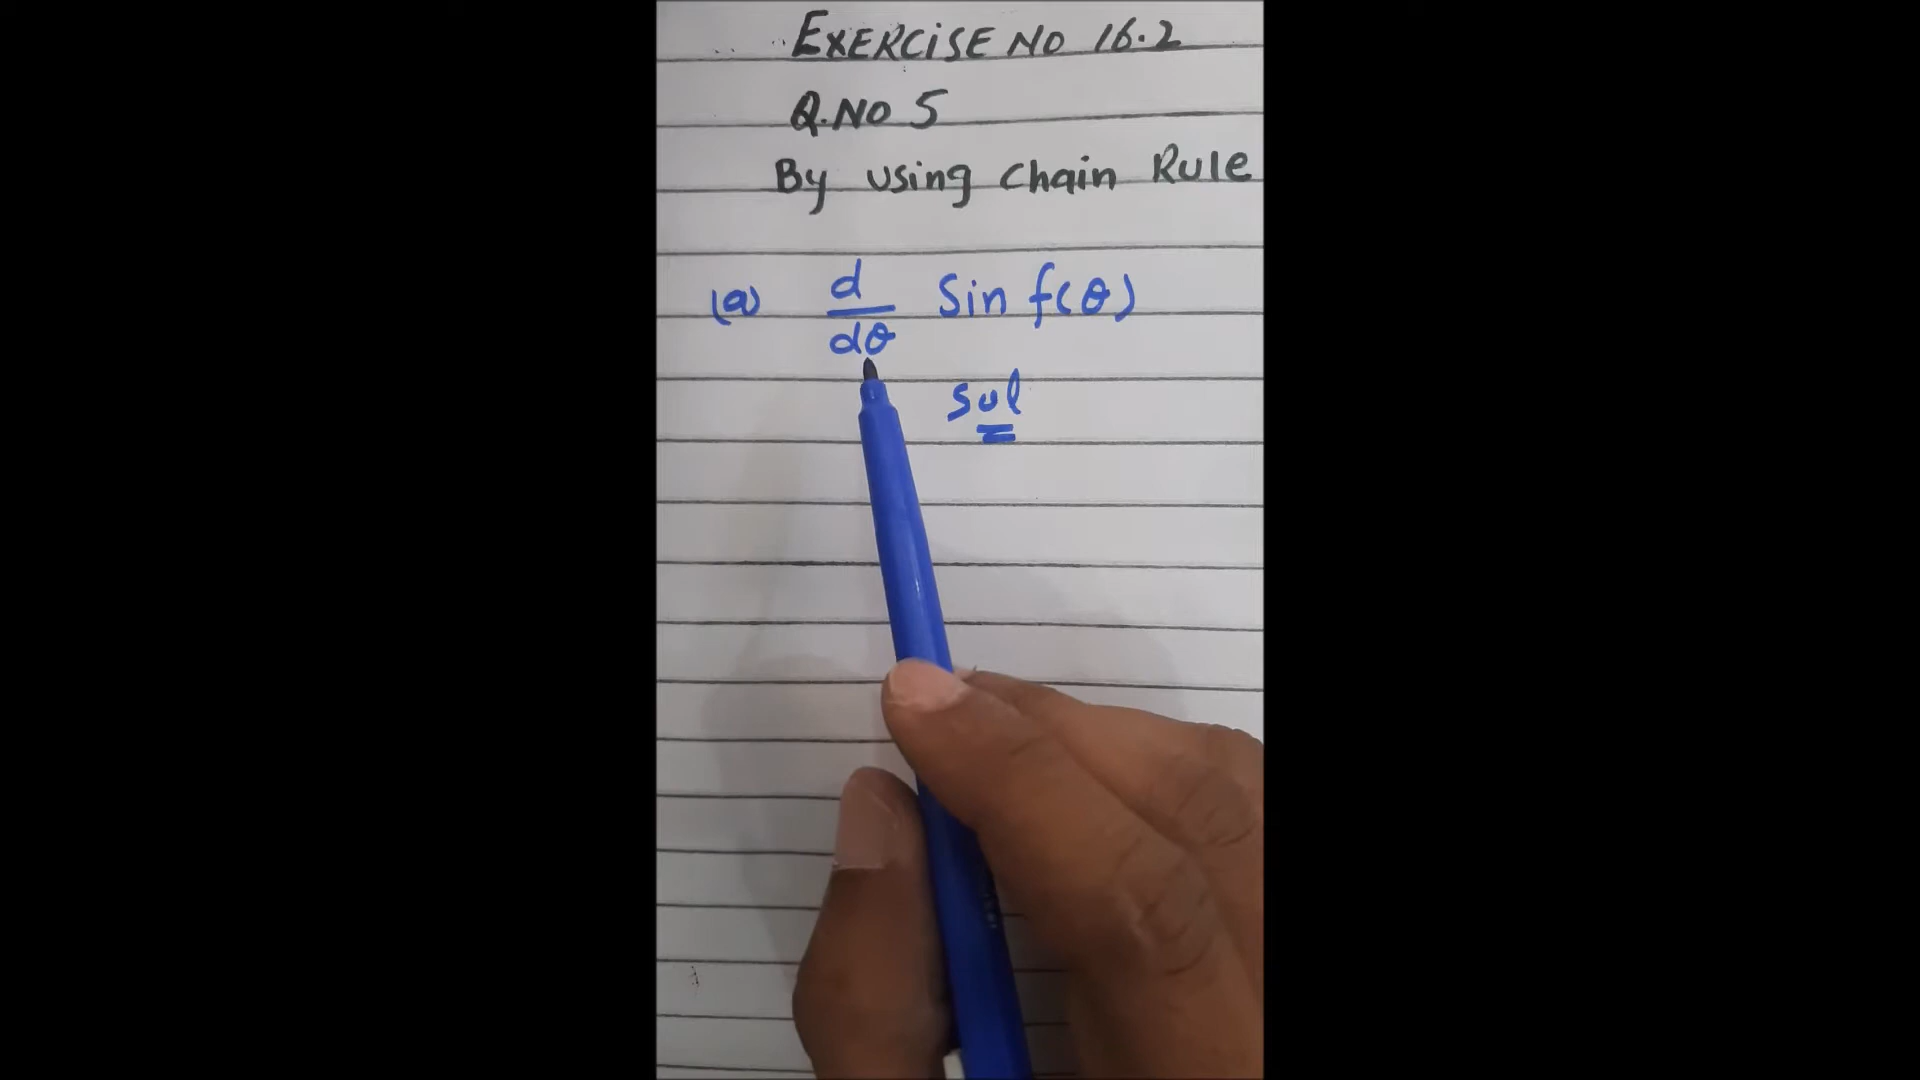 EXERCISE NO 16.2
Q.NO 5
By using chain Rule
(a) d/dθ Sin f(θ)
sol